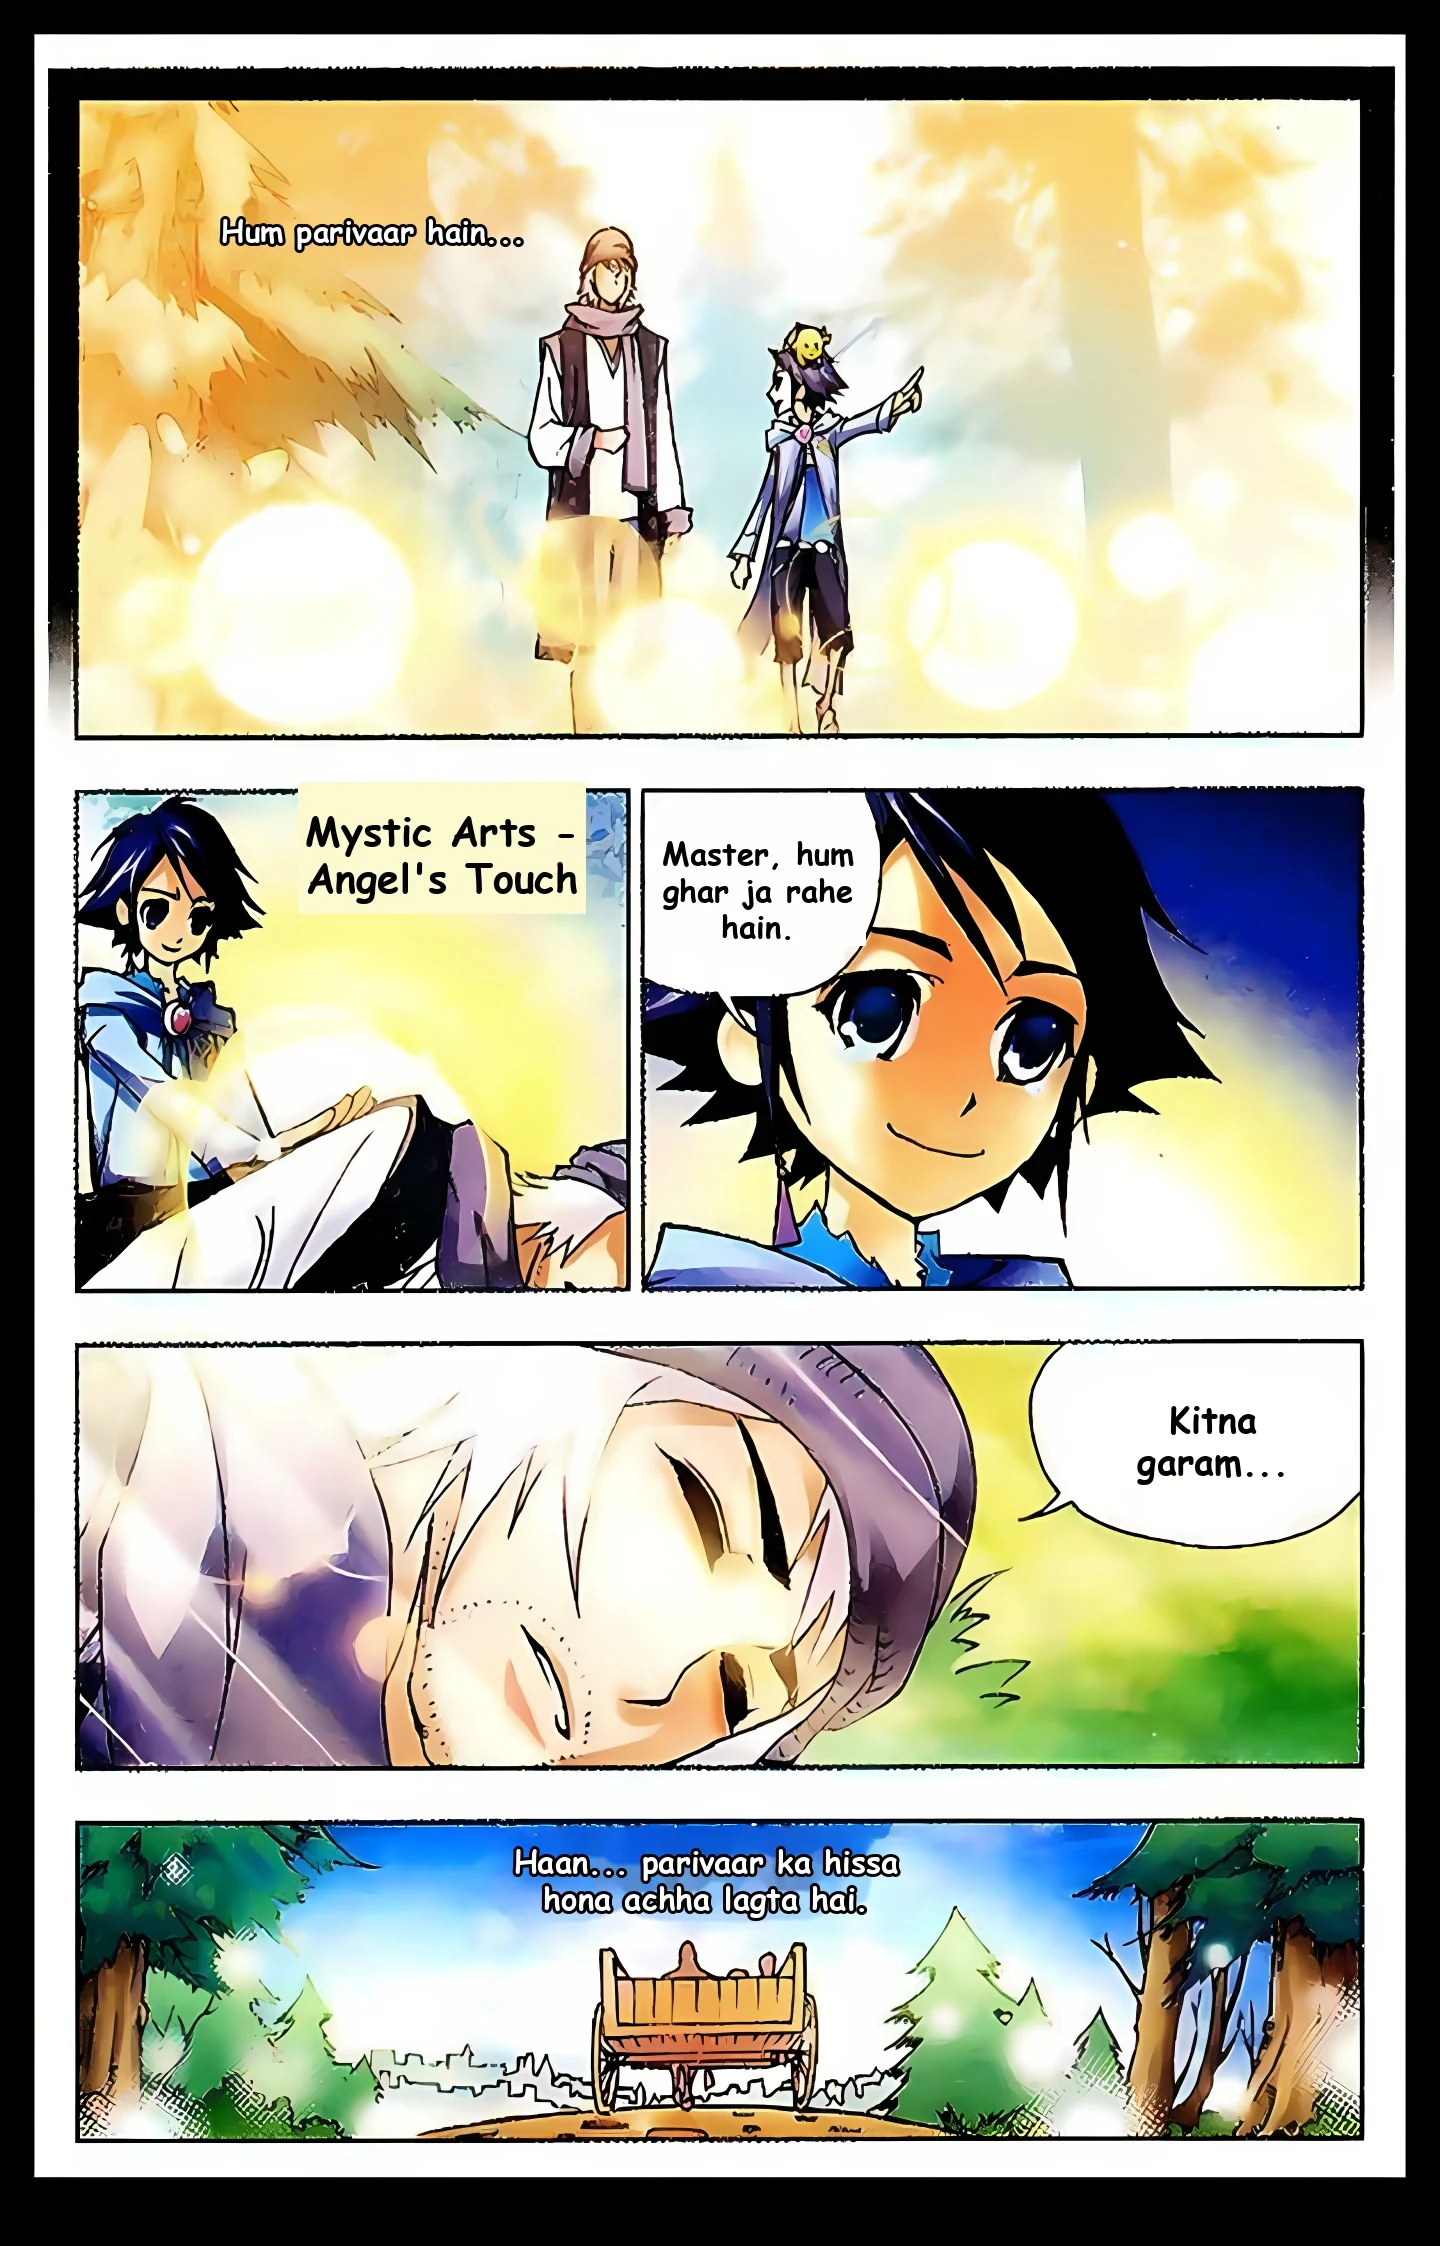 Hum parivaar hain...
Mystic Arts -
Angel's Touch
Master, hum
ghar ja rahe
hain.
Kitna
garam...
Haan... parivaar ka hissa
hona achha lagta hai.